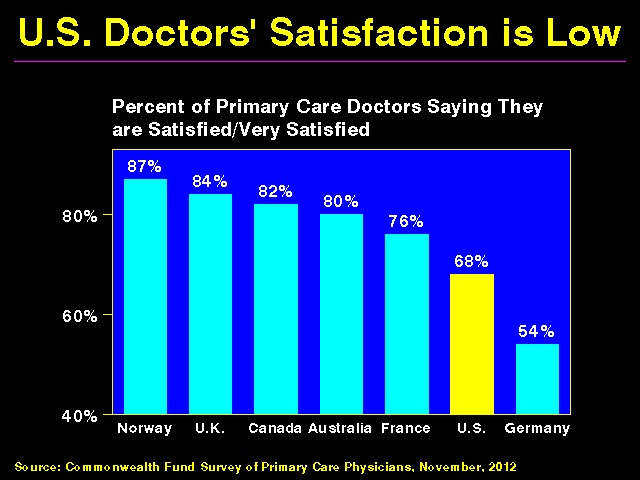 U.S. Doctors' Satisfaction is Low
Percent of Primary Care Doctors Saying They
are Satisfied/Very Satisfied
87%
84%
82%
80%
76%
68%
54%
80%
60%
40%
Norway U.K. Canada Australia France U.S. Germany
Source: Commonwealth Fund Survey of Primary Care Physicians, November, 2012